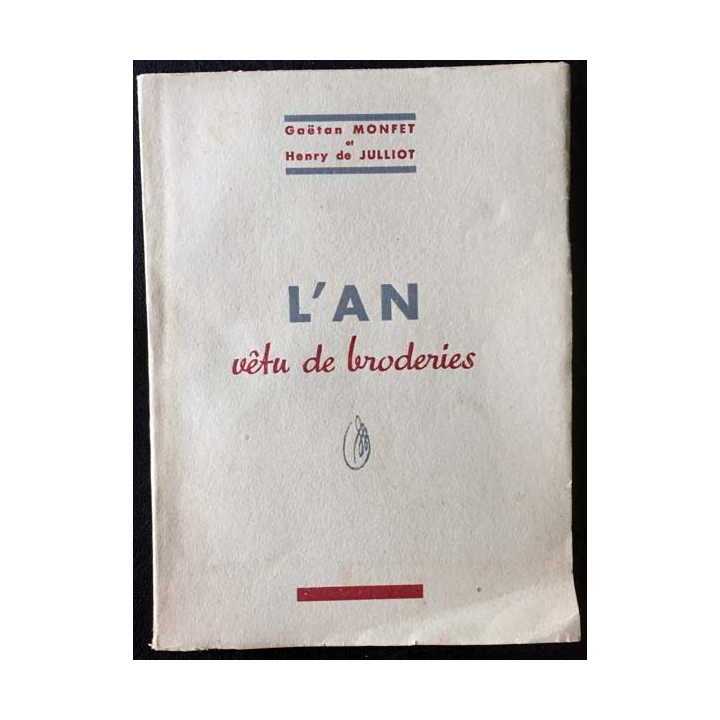 Gaëtan MONFET
et
Henry de JULLIOT
L'AN
vêtu de broderies